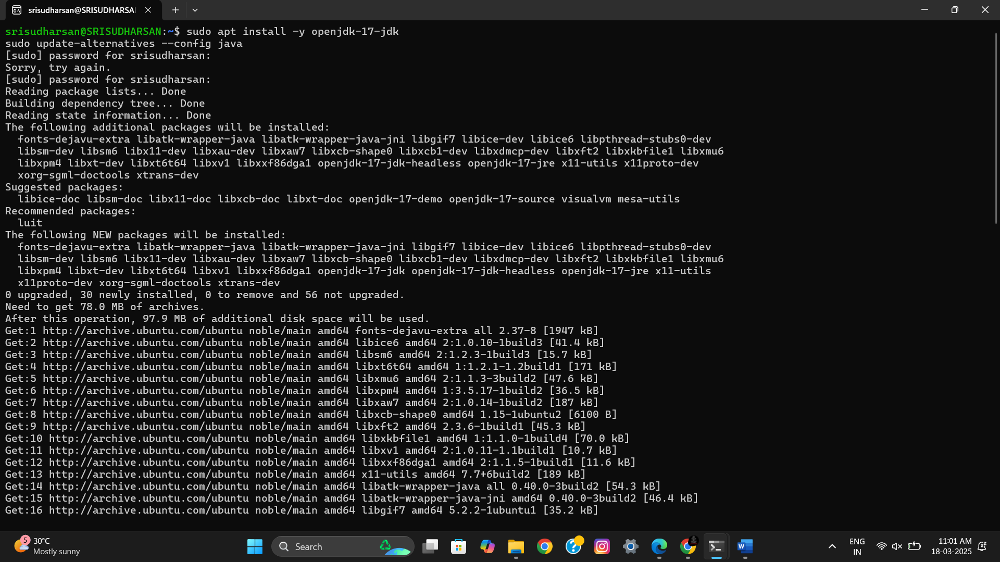 srisudharsan@SRISUDHARSAI
srisudharsan@SRISUDHARSAN:~$ sudo apt install -y openjdk-17-jdk
sudo update-alternatives --config java
[sudo] password for srisudharsan:
Sorry, try again.
[sudo] password for srisudharsan:
Reading package lists... Done
Building dependency tree... Done
Reading state information... Done
The following additional packages will be installed:
  fonts-dejavu-extra libatk-wrapper-java libatk-wrapper-java-jni libgif7 libice-dev libice6 libpthread-stubs0-dev
  libsm-dev libsm6 libx11-dev libxau-dev libxaw7 libxcb-shape0 libxcb1-dev libxdmcp-dev libxft2 libxkbfile1 libxmu6
  libxpm4 libxt-dev libxt6t64 libxv1 libxxf86dga1 openjdk-17-jdk-headless openjdk-17-jre x11-utils x11proto-dev
  xorg-sgml-doctools xtrans-dev
Suggested packages:
  libice-doc libsm-doc libx11-doc libxcb-doc libxt-doc openjdk-17-demo openjdk-17-source visualvm mesa-utils
Recommended packages:
  luit
The following NEW packages will be installed:
  fonts-dejavu-extra libatk-wrapper-java libatk-wrapper-java-jni libgif7 libice-dev libice6 libpthread-stubs0-dev
  libsm-dev libsm6 libx11-dev libxau-dev libxaw7 libxcb-shape0 libxcb1-dev libxdmcp-dev libxft2 libxkbfile1 libxmu6
  libxpm4 libxt-dev libxt6t64 libxv1 libxxf86dga1 openjdk-17-jdk openjdk-17-jdk-headless openjdk-17-jre x11-utils
  x11proto-dev xorg-sgml-doctools xtrans-dev
0 upgraded, 30 newly installed, 0 to remove and 56 not upgraded.
Need to get 78.0 MB of archives.
After this operation, 97.9 MB of additional disk space will be used.
Get:1 http://archive.ubuntu.com/ubuntu noble/main amd64 fonts-dejavu-extra all 2.37-8 [1947 kB]
Get:2 http://archive.ubuntu.com/ubuntu noble/main amd64 libice6 amd64 2:1.0.10-1build3 [41.4 kB]
Get:3 http://archive.ubuntu.com/ubuntu noble/main amd64 libsm6 amd64 2:1.2.3-1build3 [15.7 kB]
Get:4 http://archive.ubuntu.com/ubuntu noble/main amd64 libxt6t64 amd64 1:1.2.1-1.2build1 [171 kB]
Get:5 http://archive.ubuntu.com/ubuntu noble/main amd64 libxmu6 amd64 2:1.1.3-3build2 [47.6 kB]
Get:6 http://archive.ubuntu.com/ubuntu noble/main amd64 libxpm4 amd64 1:3.5.17-1build2 [36.5 kB]
Get:7 http://archive.ubuntu.com/ubuntu noble/main amd64 libxaw7 amd64 2:1.0.14-1build2 [187 kB]
Get:8 http://archive.ubuntu.com/ubuntu noble/main amd64 libxcb-shape0 amd64 1.15-1ubuntu2 [6100 B]
Get:9 http://archive.ubuntu.com/ubuntu noble/main amd64 libxft2 amd64 2.3.6-1build1 [45.3 kB]
Get:10 http://archive.ubuntu.com/ubuntu noble/main amd64 libxkbfile1 amd64 1:1.1.0-1build4 [70.0 kB]
Get:11 http://archive.ubuntu.com/ubuntu noble/main amd64 libxv1 amd64 2:1.0.11-1.1build1 [10.7 kB]
Get:12 http://archive.ubuntu.com/ubuntu noble/main amd64 libxxf86dga1 amd64 2:1.1.5-1build1 [11.6 kB]
Get:13 http://archive.ubuntu.com/ubuntu noble/main amd64 x11-utils amd64 7.7+6build2 [189 kB]
Get:14 http://archive.ubuntu.com/ubuntu noble/main amd64 libatk-wrapper-java all 0.40.0-3build2 [54.3 kB]
Get:15 http://archive.ubuntu.com/ubuntu noble/main amd64 libatk-wrapper-java-jni amd64 0.40.0-3build2 [46.4 kB]
Get:16 http://archive.ubuntu.com/ubuntu noble/main amd64 libgif7 amd64 5.2.2-1ubuntu1 [35.2 kB]
5
30°C
Mostly sunny
Search
ENG
IN
11:01 AM
18-03-2025